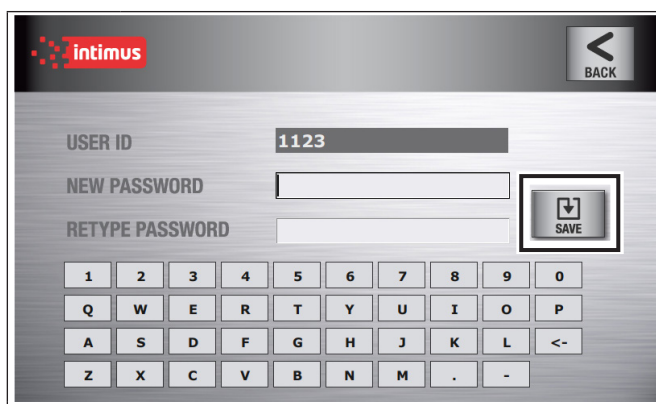 intimus
BACK
USER ID 1123
NEW PASSWORD
RETYPE PASSWORD
SAVE
1 2 3 4 5 6 7 8 9 0
Q W E R T Y U I O P
A S D F G H J K L <-
Z X C V B N M . -